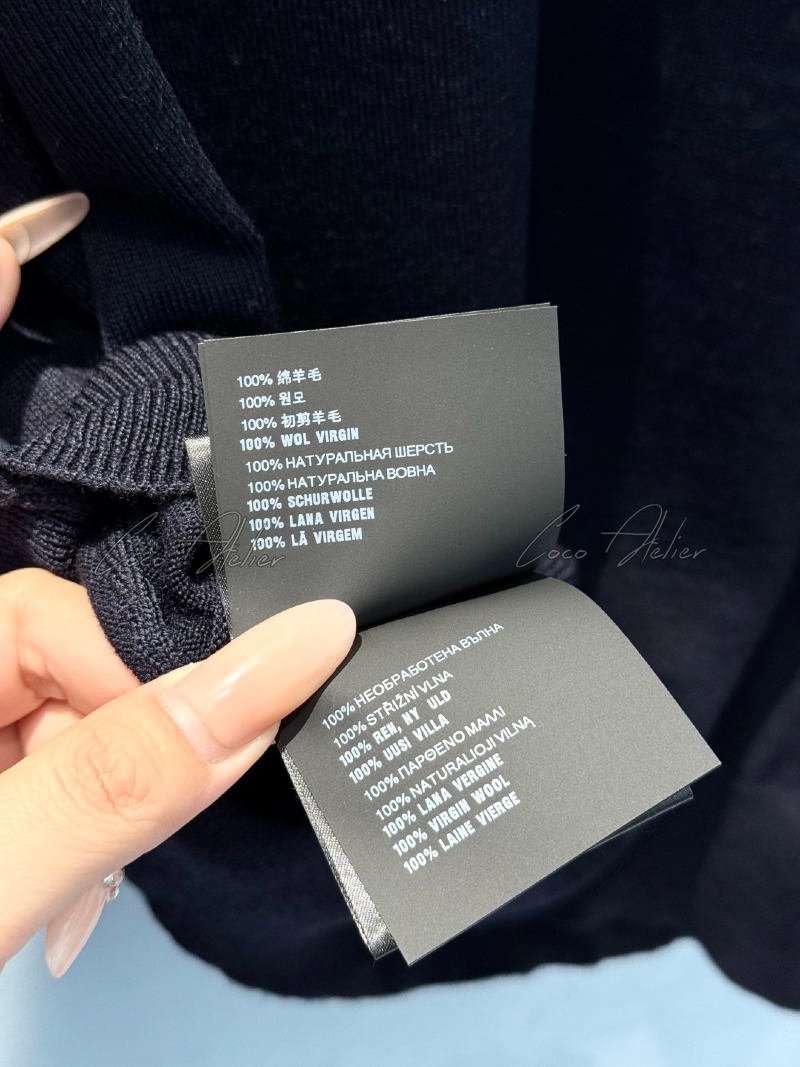 100% 绵羊毛
100% 원모
100% 初剪羊毛
100% WOL VIRGIN
100% НАТУРАЛЬНАЯ ШЕРСТЬ
100% НАТУРАЛЬНА ВОВНА
100% SCHURWOLLE
100% LANA VIRGEN
100% LÃ VIRGEM
Coco Atelier
Coco Atelier
100% НЕОБРАБОТЕНА ВЪЛНА
100% STŘIŽNÍ VLNA
100% REN, NY ULD
100% UUSI VILLA
100% ΠΑΡΘΕΝΟ ΜΑΛΛΙ
100% NATURALIOJI VILNĄ
100% LANA VERGINE
100% VIRGIN WOOL
100% LAINE VIERGE